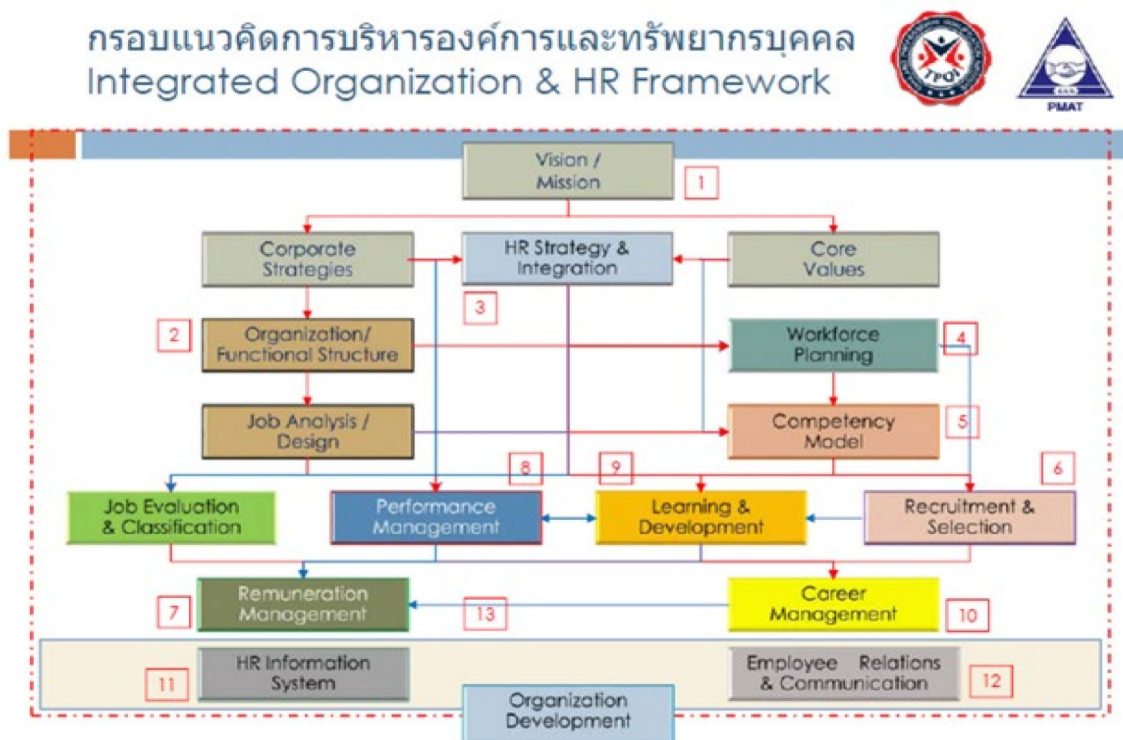 กรอบแนวคิดการบริหารองค์การและทรัพยากรบุคคล
Integrated Organization & HR Framework
TPQI
PMAT
Vision /
Mission
1
Corporate
Strategies
HR Strategy &
Integration
Core
Values
3
2
Organization/
Functional Structure
Workforce
Planning
4
Job Analysis /
Design
Competency
Model
5
8
9
6
Job Evaluation
& Classification
Performance
Management
Learning &
Development
Recruitment &
Selection
7
Remuneration
Management
13
Career
Management
10
11
HR Information
System
Employee Relations
& Communication
12
Organization
Development